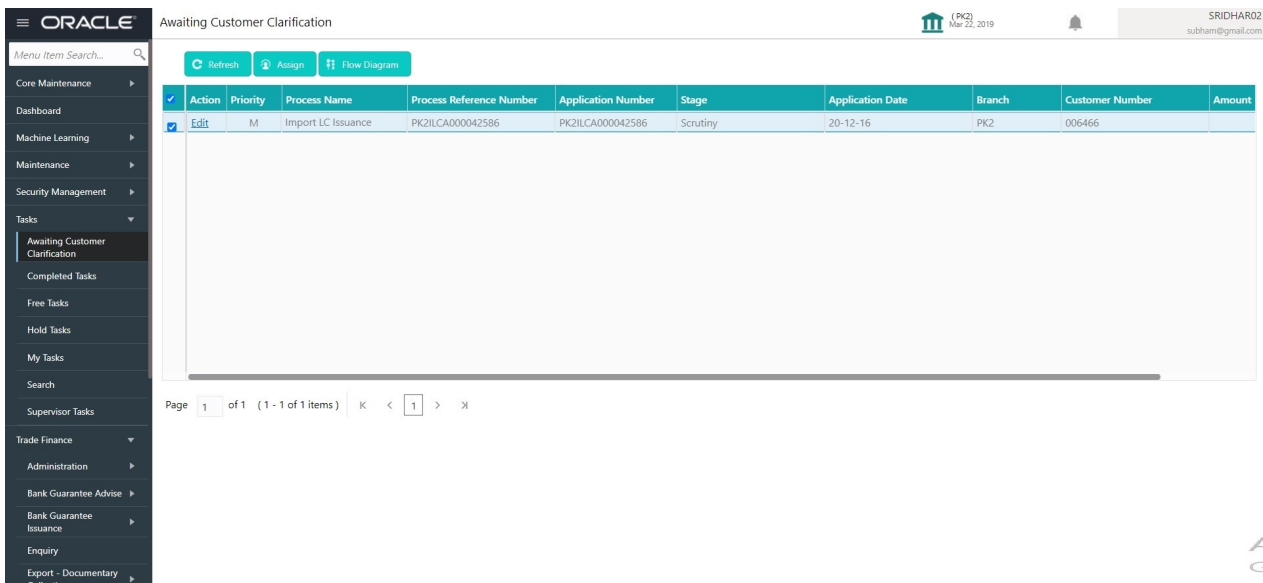 ORACLE
Awaiting Customer Clarification
(PK2)
Mar 22, 2019
SRIDHAR02
subham@gmail.com
Menu Item Search...
Core Maintenance
Dashboard
Machine Learning
Maintenance
Security Management
Tasks
Awaiting Customer
Clarification
Completed Tasks
Free Tasks
Hold Tasks
My Tasks
Search
Supervisor Tasks
Trade Finance
Administration
Bank Guarantee Advise
Bank Guarantee
Issuance
Enquiry
Export - Documentary
Refresh Assign Flow Diagram
Action Priority Process Name Process Reference Number Application Number Stage Application Date Branch Customer Number Amount
Edit M Import LC Issuance PK2ILCA000042586 PK2ILCA000042586 Scrutiny 20-12-16 PK2 006466
Page 1 of 1 (1 - 1 of 1 items) K < 1 > X